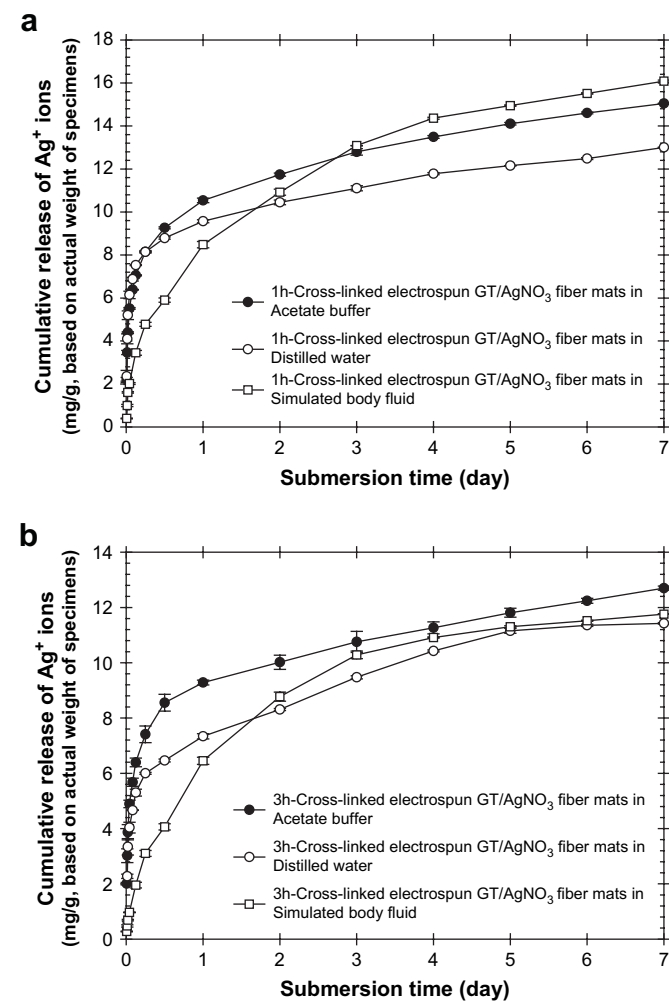 a
18
16
14
12
10
8
6
4
2
0
Cumulative release of Ag⁺ ions
(mg/g, based on actual weight of specimens)
1h-Cross-linked electrospun GT/AgNO₃ fiber mats in
Acetate buffer
1h-Cross-linked electrospun GT/AgNO₃ fiber mats in
Distilled water
1h-Cross-linked electrospun GT/AgNO₃ fiber mats in
Simulated body fluid
0 1 2 3 4 5 6 7
Submersion time (day)
b
14
12
10
8
6
4
2
0
Cumulative release of Ag⁺ ions
(mg/g, based on actual weight of specimens)
3h-Cross-linked electrospun GT/AgNO₃ fiber mats in
Acetate buffer
3h-Cross-linked electrospun GT/AgNO₃ fiber mats in
Distilled water
3h-Cross-linked electrospun GT/AgNO₃ fiber mats in
Simulated body fluid
0 1 2 3 4 5 6 7
Submersion time (day)